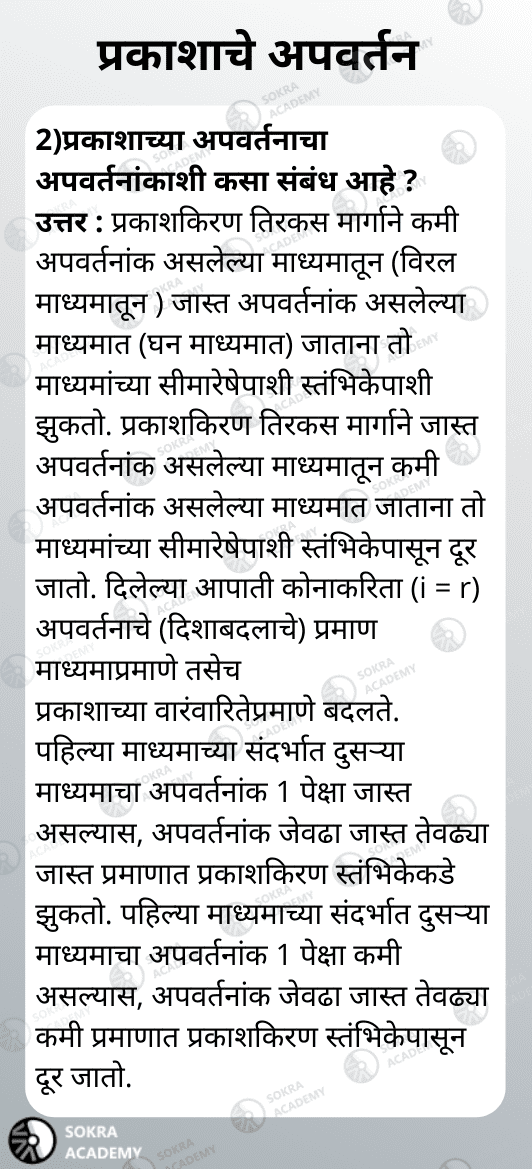 प्रकाशाचे अपवर्तन
2)प्रकाशाच्या अपवर्तनाचा
अपवर्तनांकाशी कसा संबंध आहे ?
उत्तर : प्रकाशकिरण तिरकस मार्गाने कमी
अपवर्तनांक असलेल्या माध्यमातून (विरल
माध्यमातून ) जास्त अपवर्तनांक असलेल्या
माध्यमात (घन माध्यमात) जाताना तो
माध्यमांच्या सीमारेषेपाशी स्तंभिकेपाशी
झुकतो. प्रकाशकिरण तिरकस मार्गाने जास्त
अपवर्तनांक असलेल्या माध्यमातून कमी
अपवर्तनांक असलेल्या माध्यमात जाताना तो
माध्यमांच्या सीमारेषेपाशी स्तंभिकेपासून दूर
जातो. दिलेल्या आपाती कोनाकरिता (i = r)
अपवर्तनाचे (दिशाबदलाचे) प्रमाण
माध्यमाप्रमाणे तसेच
प्रकाशाच्या वारंवारितेप्रमाणे बदलते.
पहिल्या माध्यमाच्या संदर्भात दुसऱ्या
माध्यमाचा अपवर्तनांक 1 पेक्षा जास्त
असल्यास, अपवर्तनांक जेवढा जास्त तेवढ्या
जास्त प्रमाणात प्रकाशकिरण स्तंभिकेकडे
झुकतो. पहिल्या माध्यमाच्या संदर्भात दुसऱ्या
माध्यमाचा अपवर्तनांक 1 पेक्षा कमी
असल्यास, अपवर्तनांक जेवढा जास्त तेवढ्या
कमी प्रमाणात प्रकाशकिरण स्तंभिकेपासून
दूर जातो.
SOKRA
ACADEMY